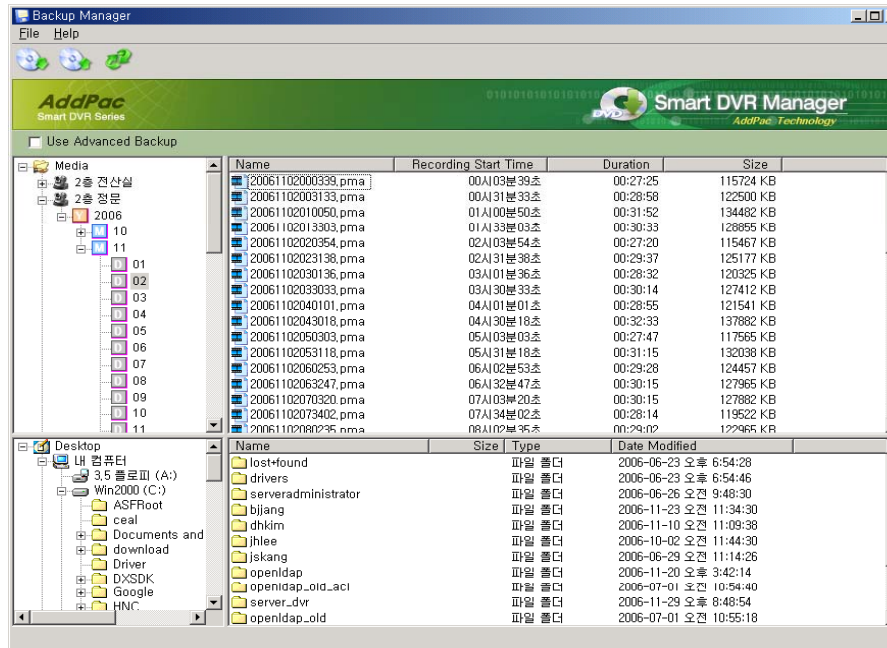 Backup Manager
File Help
AddPac
Smart DVR Series
DVD
Smart DVR Manager
AddPac Technology
Use Advanced Backup
Media
2층 전산실
2층 정문
Y 2006
M 10
M 11
D 01
D 02
D 03
D 04
D 05
D 06
D 07
D 08
D 09
D 10
D 11
Name Recording Start Time Duration Size
20061102000339.pma 00시03분39초 00:27:25 115724 KB
20061102003133.pma 00시31분33초 00:28:58 122500 KB
20061102010050.pma 01시00분50초 00:31:52 134482 KB
20061102013303.pma 01시33분03초 00:30:33 128855 KB
20061102020354.pma 02시03분54초 00:27:20 115467 KB
20061102023138.pma 02시31분38초 00:29:37 125177 KB
20061102030136.pma 03시01분36초 00:28:32 120325 KB
20061102033033.pma 03시30분33초 00:30:14 127412 KB
20061102040101.pma 04시01분01초 00:28:55 121541 KB
20061102043018.pma 04시30분18초 00:32:33 137882 KB
20061102050303.pma 05시03분03초 00:27:47 117565 KB
20061102053118.pma 05시31분18초 00:31:15 132038 KB
20061102060253.pma 06시02분53초 00:29:28 124457 KB
20061102063247.pma 06시32분47초 00:30:15 127965 KB
20061102070320.pma 07시03분20초 00:30:15 127882 KB
20061102073402.pma 07시34분02초 00:28:14 119522 KB
20061102080235.pma 08시02분35초 00:29:02 122965 KB
Desktop
내 컴퓨터
3,5 플로피 (A:)
Win2000 (C:)
ASFRoot
ceal
Documents and
download
Driver
DXSDK
Google
HNC
Name Size Type Date Modified
lost+found 파일 폴더 2006-06-23 오후 6:54:28
drivers 파일 폴더 2006-06-23 오후 6:54:46
serveradministrator 파일 폴더 2006-06-26 오전 9:48:30
bjjang 파일 폴더 2006-11-23 오전 11:34:30
dhkim 파일 폴더 2006-11-10 오전 11:09:38
jhlee 파일 폴더 2006-10-02 오전 11:44:30
jskang 파일 폴더 2006-06-29 오전 11:14:26
openldap 파일 폴더 2006-11-20 오후 3:42:14
openldap_old_acl 파일 폴더 2006-07-01 오전 10:54:40
server_dvr 파일 폴더 2006-11-29 오후 8:48:54
openldap_old 파일 폴더 2006-07-01 오전 10:55:18